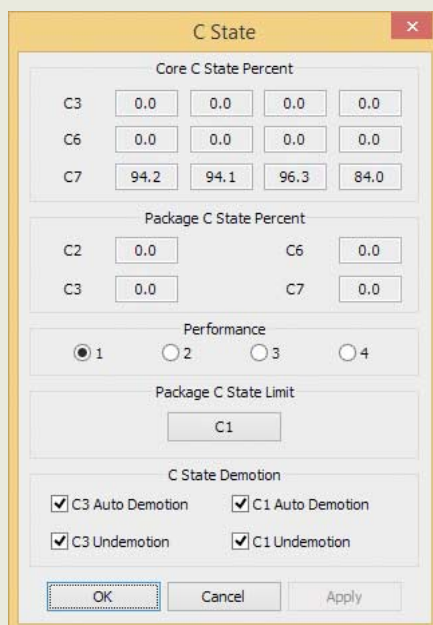 C State
Core C State Percent
C3 0.0 0.0 0.0 0.0
C6 0.0 0.0 0.0 0.0
C7 94.2 94.1 96.3 84.0
Package C State Percent
C2 0.0 C6 0.0
C3 0.0 C7 0.0
Performance
1 2 3 4
Package C State Limit
C1
C State Demotion
C3 Auto Demotion C1 Auto Demotion
C3 Undemotion C1 Undemotion
OK Cancel Apply